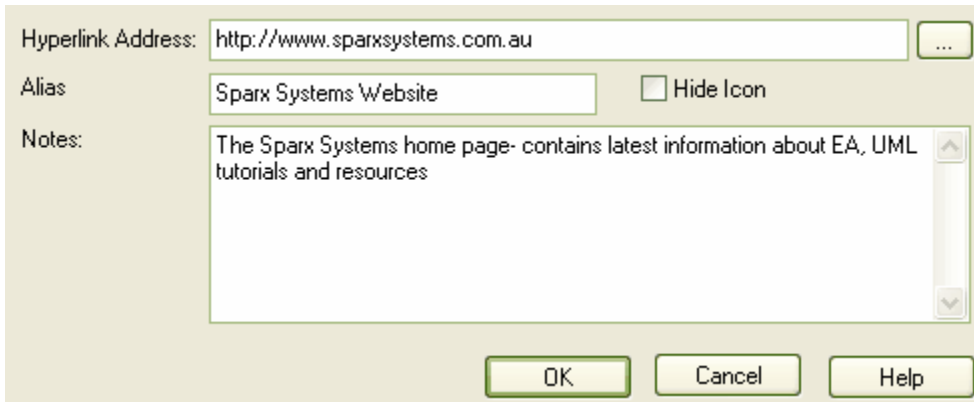 Hyperlink Address: http://www.sparxsystems.com.au ...
Alias Sparx Systems Website Hide Icon
Notes: The Sparx Systems home page- contains latest information about EA, UML
tutorials and resources
OK Cancel Help